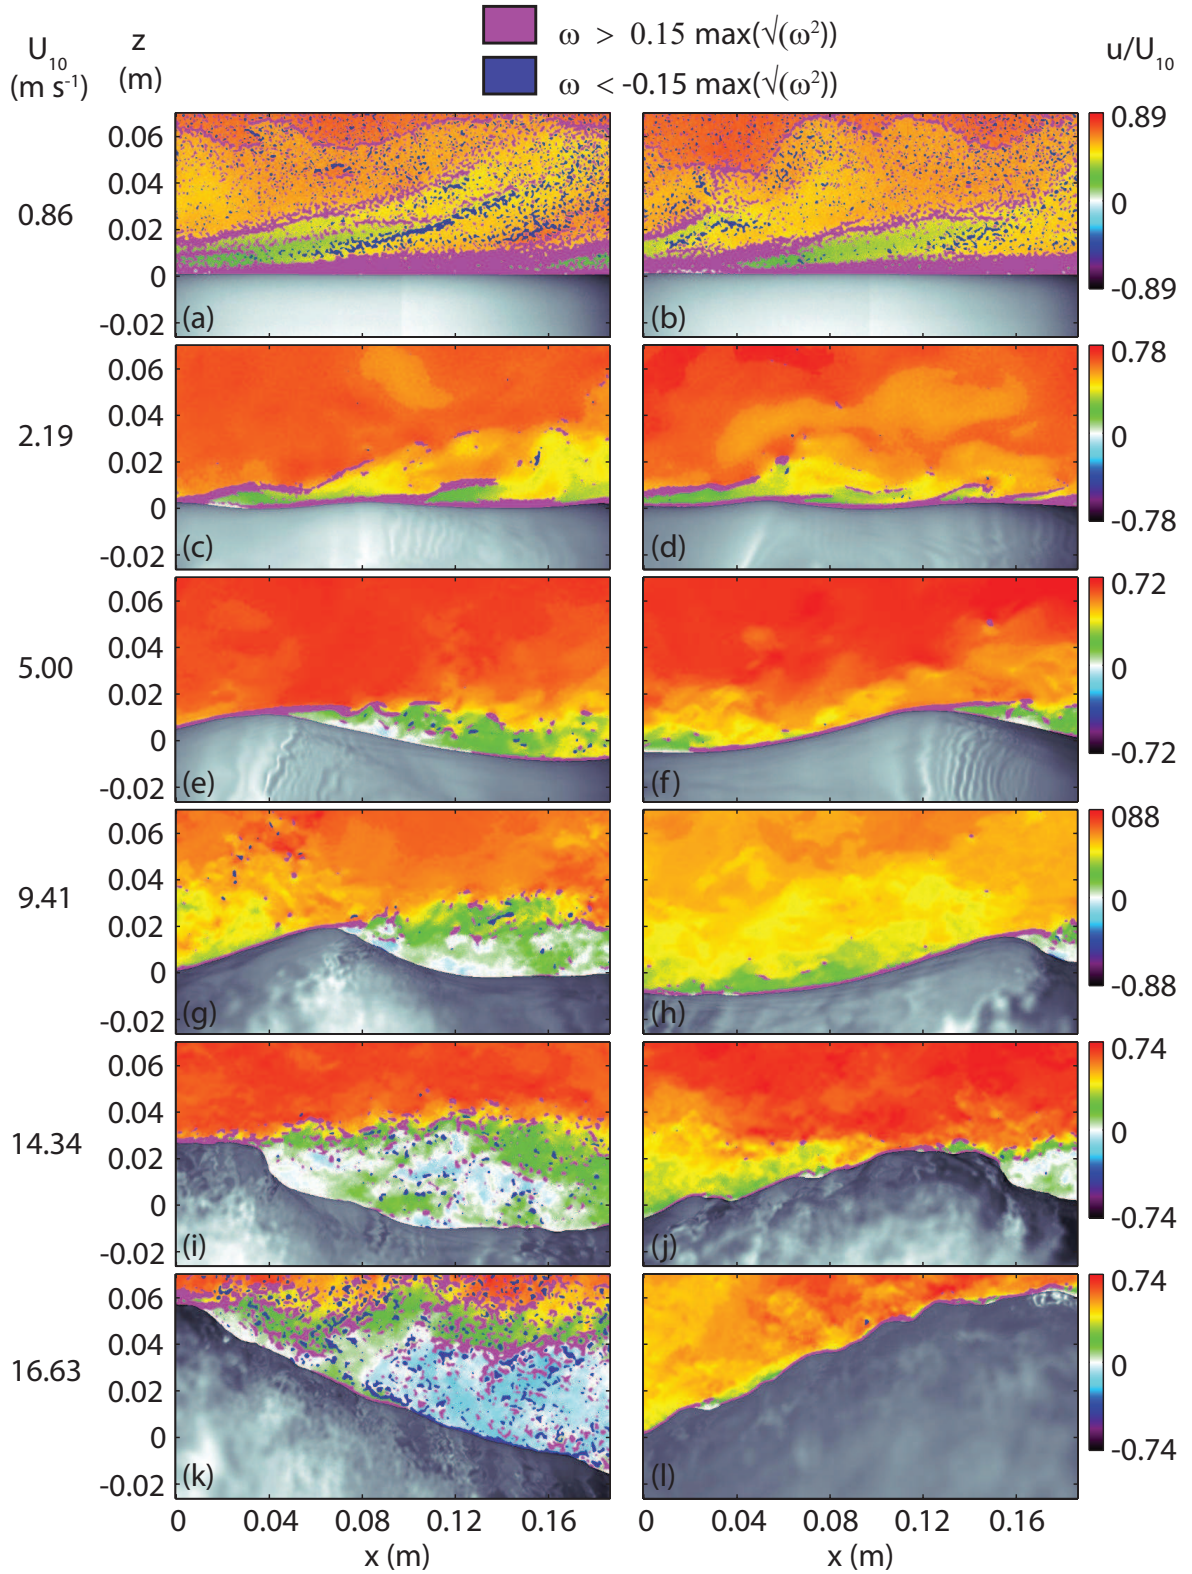 ω > 0.15 max(√(ω²))
ω < -0.15 max(√(ω²))
U₁₀
(m s⁻¹)
z
(m)
u/U₁₀
0.86
0.06
0.04
0.02
0
-0.02
(a)
(b)
0.89
0
-0.89
2.19
0.06
0.04
0.02
0
-0.02
(c)
(d)
0.78
0
-0.78
5.00
0.06
0.04
0.02
0
-0.02
(e)
(f)
0.72
0
-0.72
9.41
0.06
0.04
0.02
0
-0.02
(g)
(h)
088
0
-0.88
14.34
0.06
0.04
0.02
0
-0.02
(i)
(j)
0.74
0
-0.74
16.63
0.06
0.04
0.02
0
-0.02
(k)
(l)
0.74
0
-0.74
0 0.04 0.08 0.12 0.16
x (m)
0 0.04 0.08 0.12 0.16
x (m)